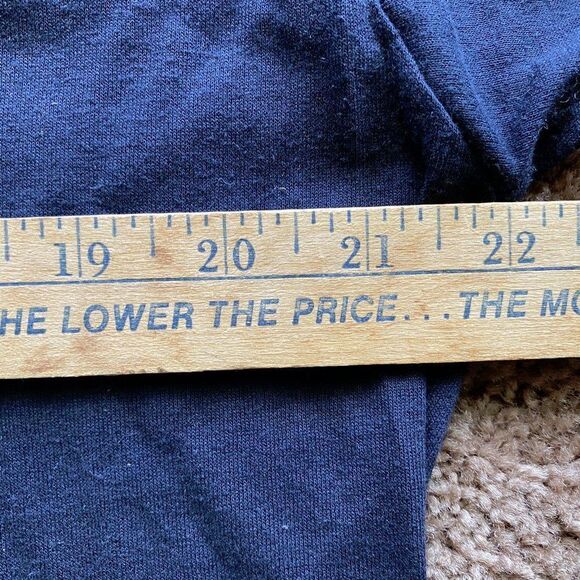 19 20 21 22
HE LOWER THE PRICE...THE MO